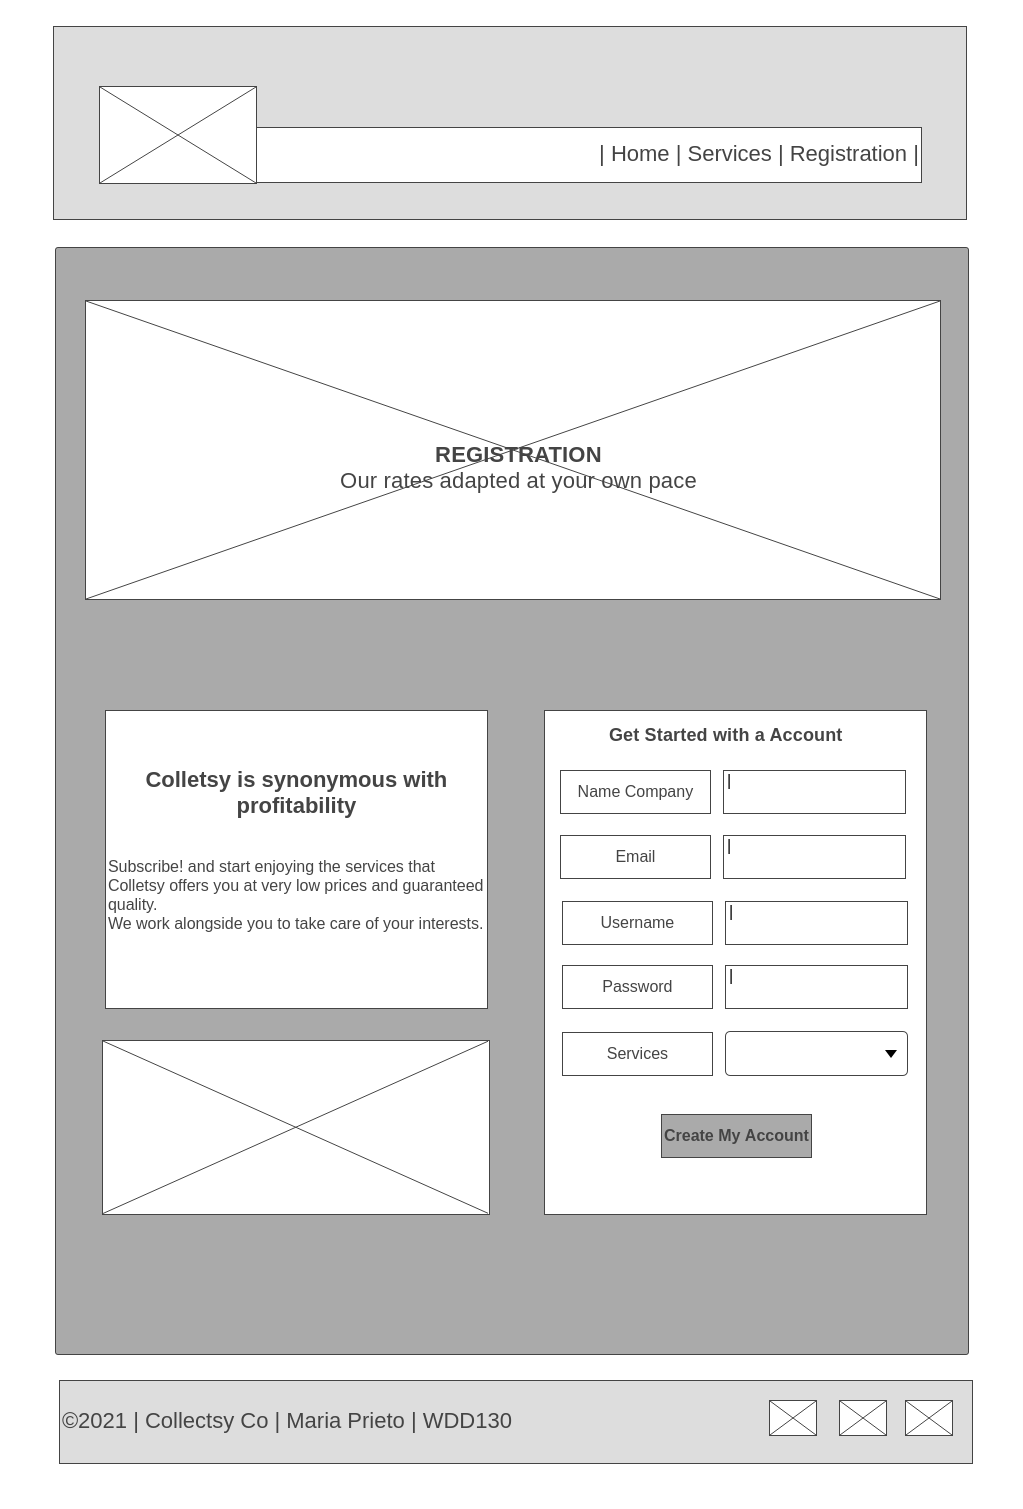 | Home | Services | Registration |
REGISTRATION
Our rates adapted at your own pace
Colletsy is synonymous with
profitability
Subscribe! and start enjoying the services that
Colletsy offers you at very low prices and guaranteed
quality.
We work alongside you to take care of your interests.
Get Started with a Account
Name Company
Email
Username
Password
Services
Create My Account
©2021 | Collectsy Co | Maria Prieto | WDD130